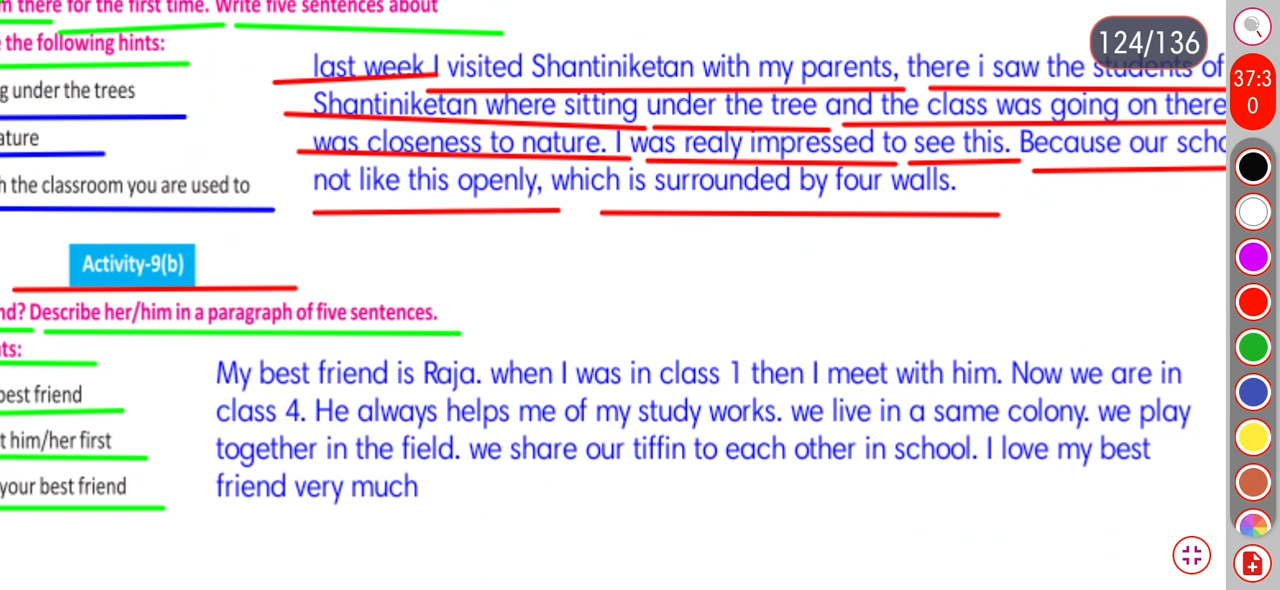 m there for the first time. Write five sentences about
e the following hints:
g under the trees
ature
h the classroom you are used to
last week I visited Shantiniketan with my parents, there i saw the students of
Shantiniketan where sitting under the tree and the class was going on there
was closeness to nature. I was realy impressed to see this. Because our scho
not like this openly, which is surrounded by four walls.
124/136
37:3
0
Activity-9(b)
nd? Describe her/him in a paragraph of five sentences.
ts:
best friend
t him/her first
your best friend
My best friend is Raja. when I was in class 1 then I meet with him. Now we are in
class 4. He always helps me of my study works. we live in a same colony. we play
together in the field. we share our tiffin to each other in school. I love my best
friend very much